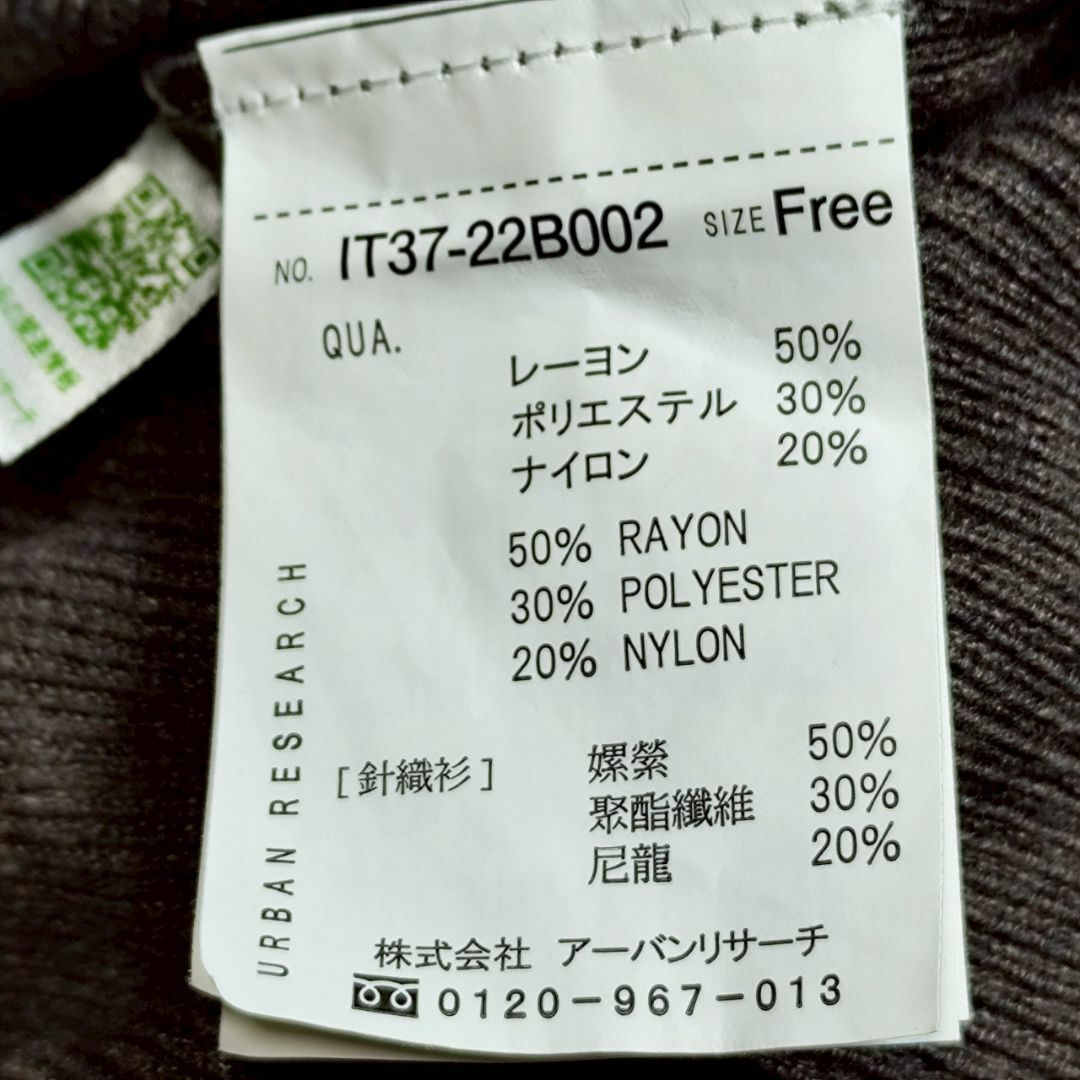 NO. IT37-22B002 SIZE Free
QUA.
レーヨン 50%
ポリエステル 30%
ナイロン 20%
50% RAYON
30% POLYESTER
20% NYLON
URBAN RESEARCH
[針織衫] 嫘縈 50%
聚酯纖維 30%
尼龍 20%
株式会社 アーバンリサーチ
0120-967-013